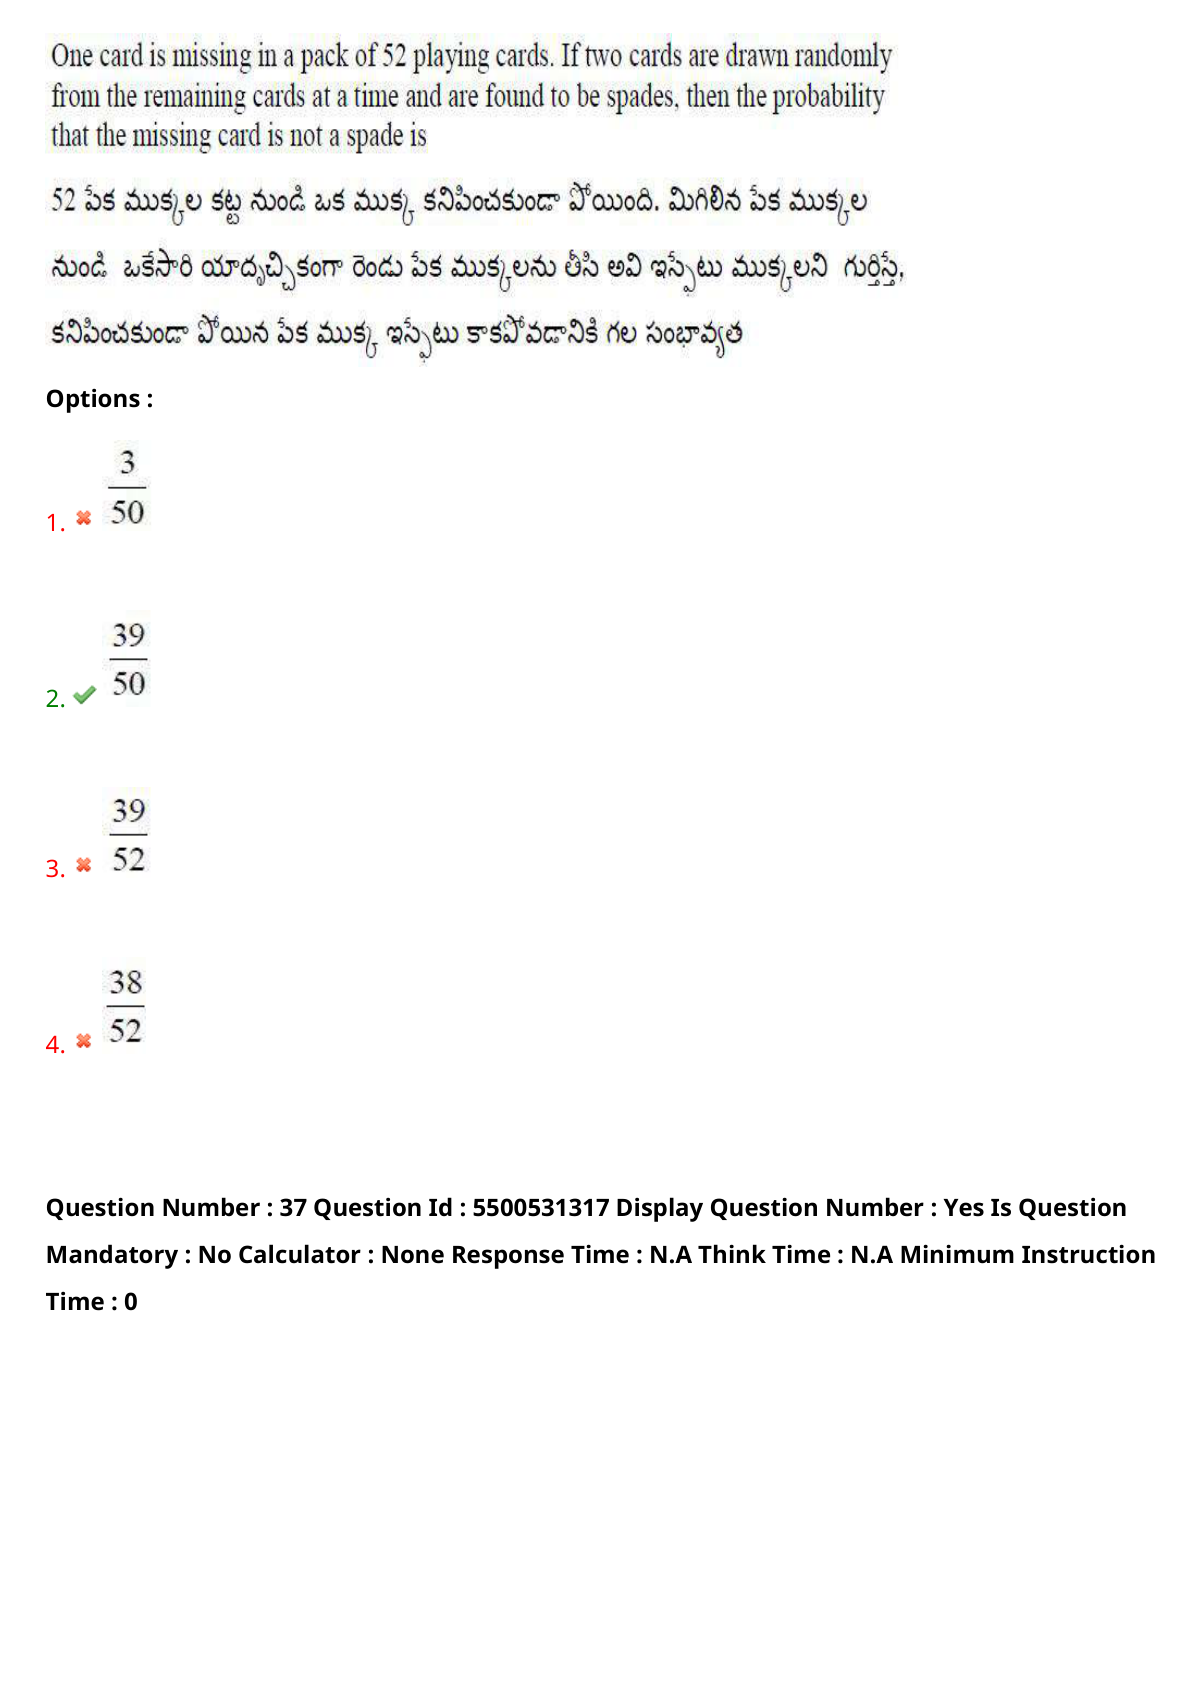 One card is missing in a pack of 52 playing cards. If two cards are drawn randomly
from the remaining cards at a time and are found to be spades, then the probability
that the missing card is not a spade is
52 పేక ముక్కల కట్ట నుండి ఒక ముక్క కనిపించకుండా పోయింది. మిగిలిన పేక ముక్కల
నుండి ఒకేసారి యాదృచ్ఛికంగా రెండు పేక ముక్కలను తీసి అవి ఇస్పేటు ముక్కలని గుర్తిస్తే,
కనిపించకుండా పోయిన పేక ముక్క ఇస్పేటు కాకపోవడానికి గల సంభావ్యత
Options :
3
50
1.
39
50
2.
39
52
3.
38
52
4.
Question Number : 37 Question Id : 5500531317 Display Question Number : Yes Is Question
Mandatory : No Calculator : None Response Time : N.A Think Time : N.A Minimum Instruction
Time : 0